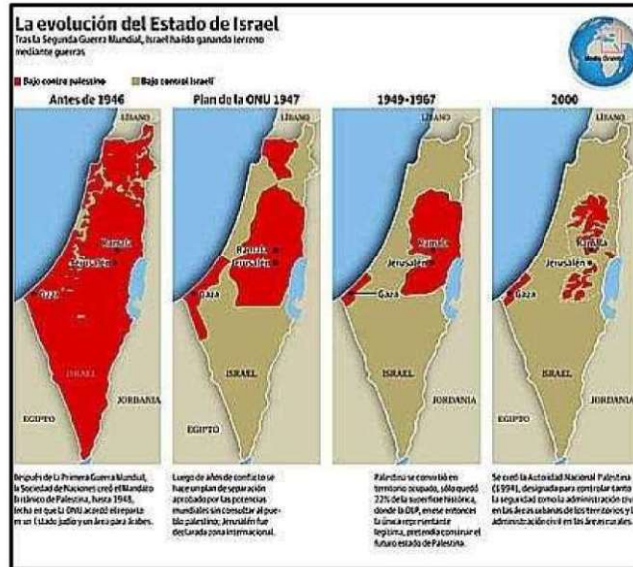 La evolución del Estado de Israel
Tras la Segunda Guerra Mundial, Israel ha ido ganando terreno
mediante guerras
Medio Oriente
Bajo contro palestino
Bajo control Israelí
Antes de 1946
LÍBANO
Ramala
Jerusalén
Gaza
ISRAEL
EGIPTO
JORDANIA
Después de la Primera Guerra Mundial,
la Sociedad de Naciones creó el Mandato
Británico de Palestina, hasta 1948,
fecha en que la ONU acordó el reparto
en un Estado judío y un área para árabes.
Plan de la ONU 1947
LÍBANO
Ramala
Jerusalén
Gaza
ISRAEL
EGIPTO
JORDANIA
Luego de años de conflicto se
hace un plan de separación
aprobado por las potencias
mundiales sin consultar al pue-
blo palestino; Jerusalén fue
declarada zona internacional.
1949-1967
LÍBANO
Ramala
Jerusalén
Gaza
ISRAEL
EGIPTO
JORDANIA
Palestina se convirtió en
territorio ocupado, sólo quedó
22% de la superficie histórica,
donde la OLP, en ese entonces
la única representante
legítima, pretendía construir el
futuro estado de Palestina.
2000
LÍBANO
Ramala
Jerusalén
Gaza
ISRAEL
EGIPTO
JORDANIA
Se creó la Autoridad Nacional Palestina
(1994), designada para controlar tanto
la seguridad como la administración civ
en las áreas urbanas de los territorios y l
administración civil en las áreas rurales.